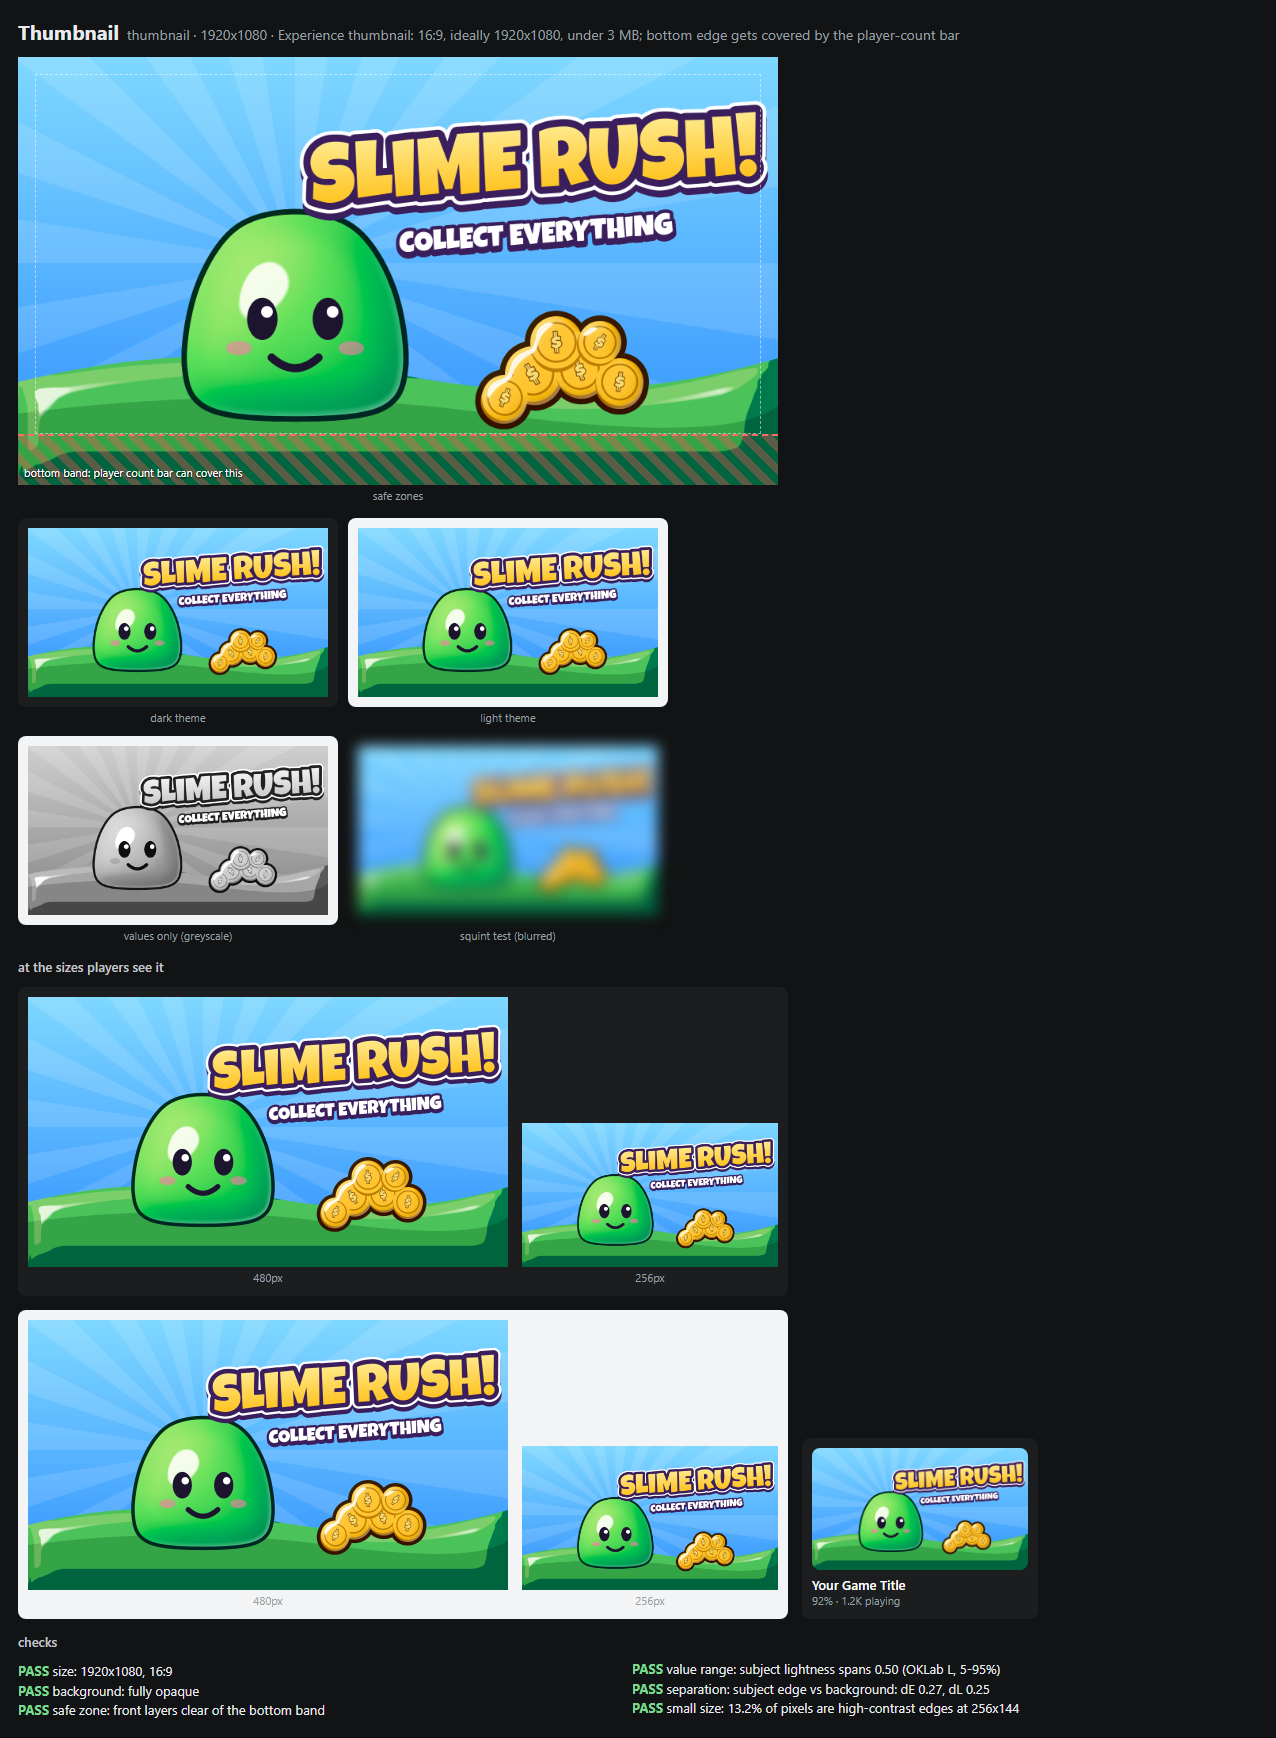 Thumbnail thumbnail · 1920x1080 · Experience thumbnail: 16:9, ideally 1920x1080, under 3 MB; bottom edge gets covered by the player-count bar
SLIME RUSH!
COLLECT EVERYTHING
bottom band: player count bar can cover this
safe zones
SLIME RUSH!
COLLECT EVERYTHING
dark theme
SLIME RUSH!
COLLECT EVERYTHING
light theme
SLIME RUSH!
COLLECT EVERYTHING
values only (greyscale)
squint test (blurred)
at the sizes players see it
SLIME RUSH!
COLLECT EVERYTHING
480px
SLIME RUSH!
COLLECT EVERYTHING
256px
SLIME RUSH!
COLLECT EVERYTHING
480px
SLIME RUSH!
COLLECT EVERYTHING
256px
SLIME RUSH!
COLLECT EVERYTHING
Your Game Title
92% · 1.2K playing
checks
PASS size: 1920x1080, 16:9
PASS background: fully opaque
PASS safe zone: front layers clear of the bottom band
PASS value range: subject lightness spans 0.50 (OKLab L, 5-95%)
PASS separation: subject edge vs background: dE 0.27, dL 0.25
PASS small size: 13.2% of pixels are high-contrast edges at 256x144